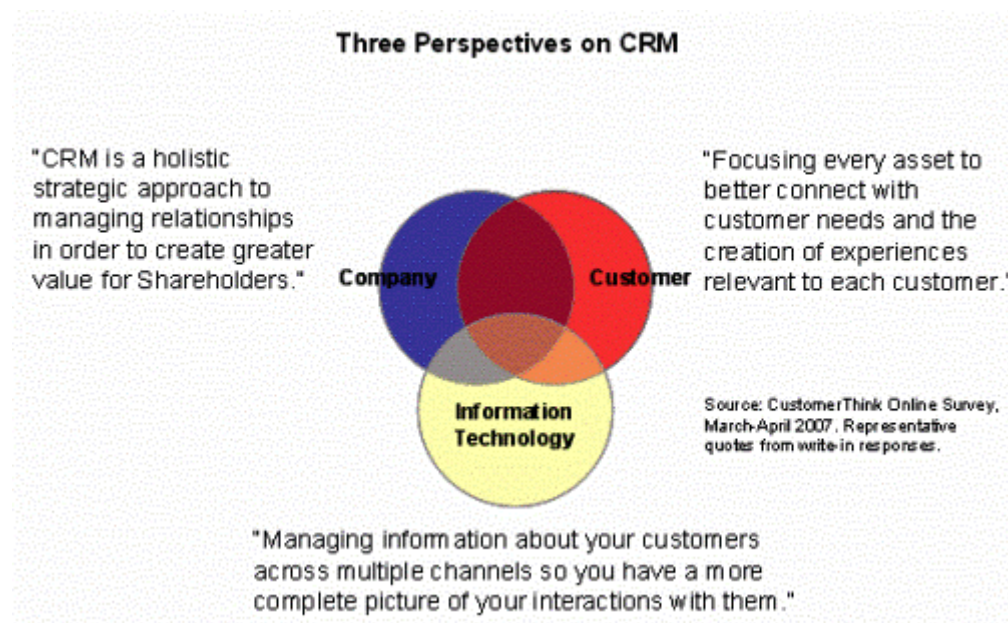 Three Perspectives on CRM
"CRM is a holistic
strategic approach to
managing relationships
in order to create greater
value for Shareholders."
"Focusing every asset to
better connect with
customer needs and the
creation of experiences
relevant to each customer."
Company
Customer
Information
Technology
Source: CustomerThink Online Survey,
March-April 2007. Representative
quotes from write-in responses.
"Managing information about your customers
across multiple channels so you have a more
complete picture of your interactions with them."